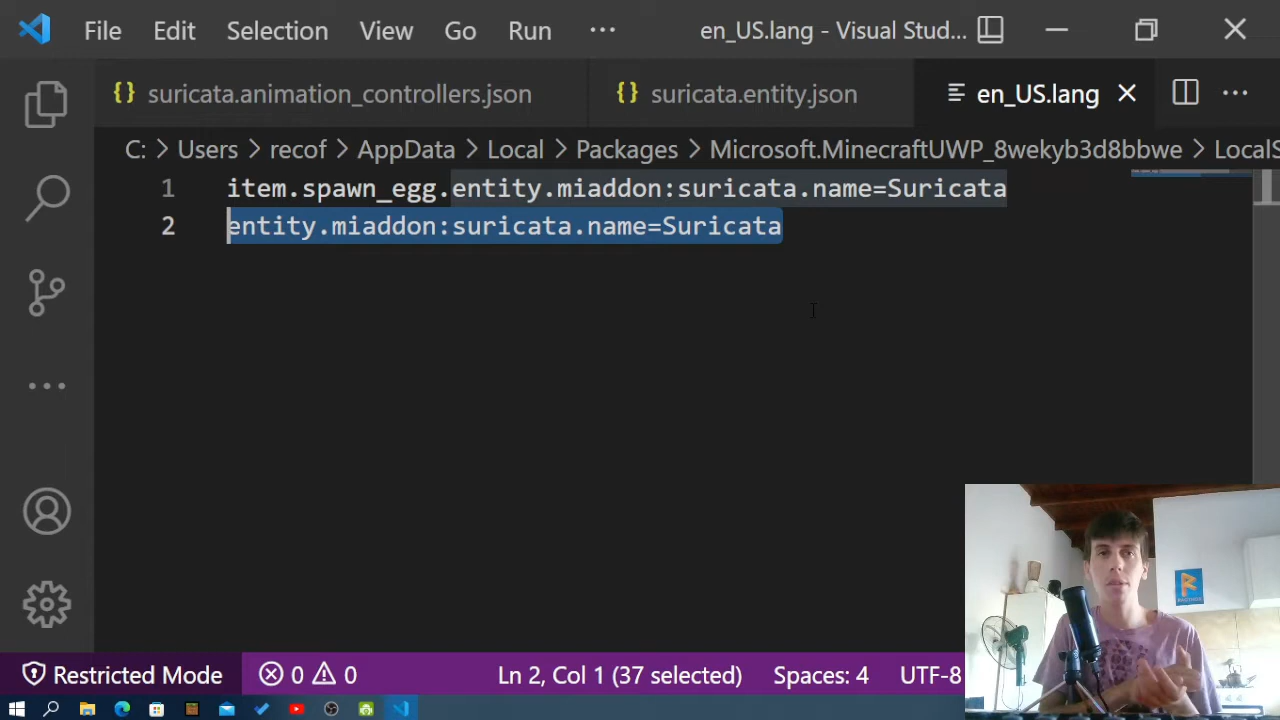 File Edit Selection View Go Run ··· en_US.lang - Visual Stud...
{} suricata.animation_controllers.json {} suricata.entity.json en_US.lang
C: > Users > recof > AppData > Local > Packages > Microsoft.MinecraftUWP_8wekyb3d8bbwe > LocalS
1 item.spawn_egg.entity.miaddon:suricata.name=Suricata
2 entity.miaddon:suricata.name=Suricata
Restricted Mode 0 0 Ln 2, Col 1 (37 selected) Spaces: 4 UTF-8